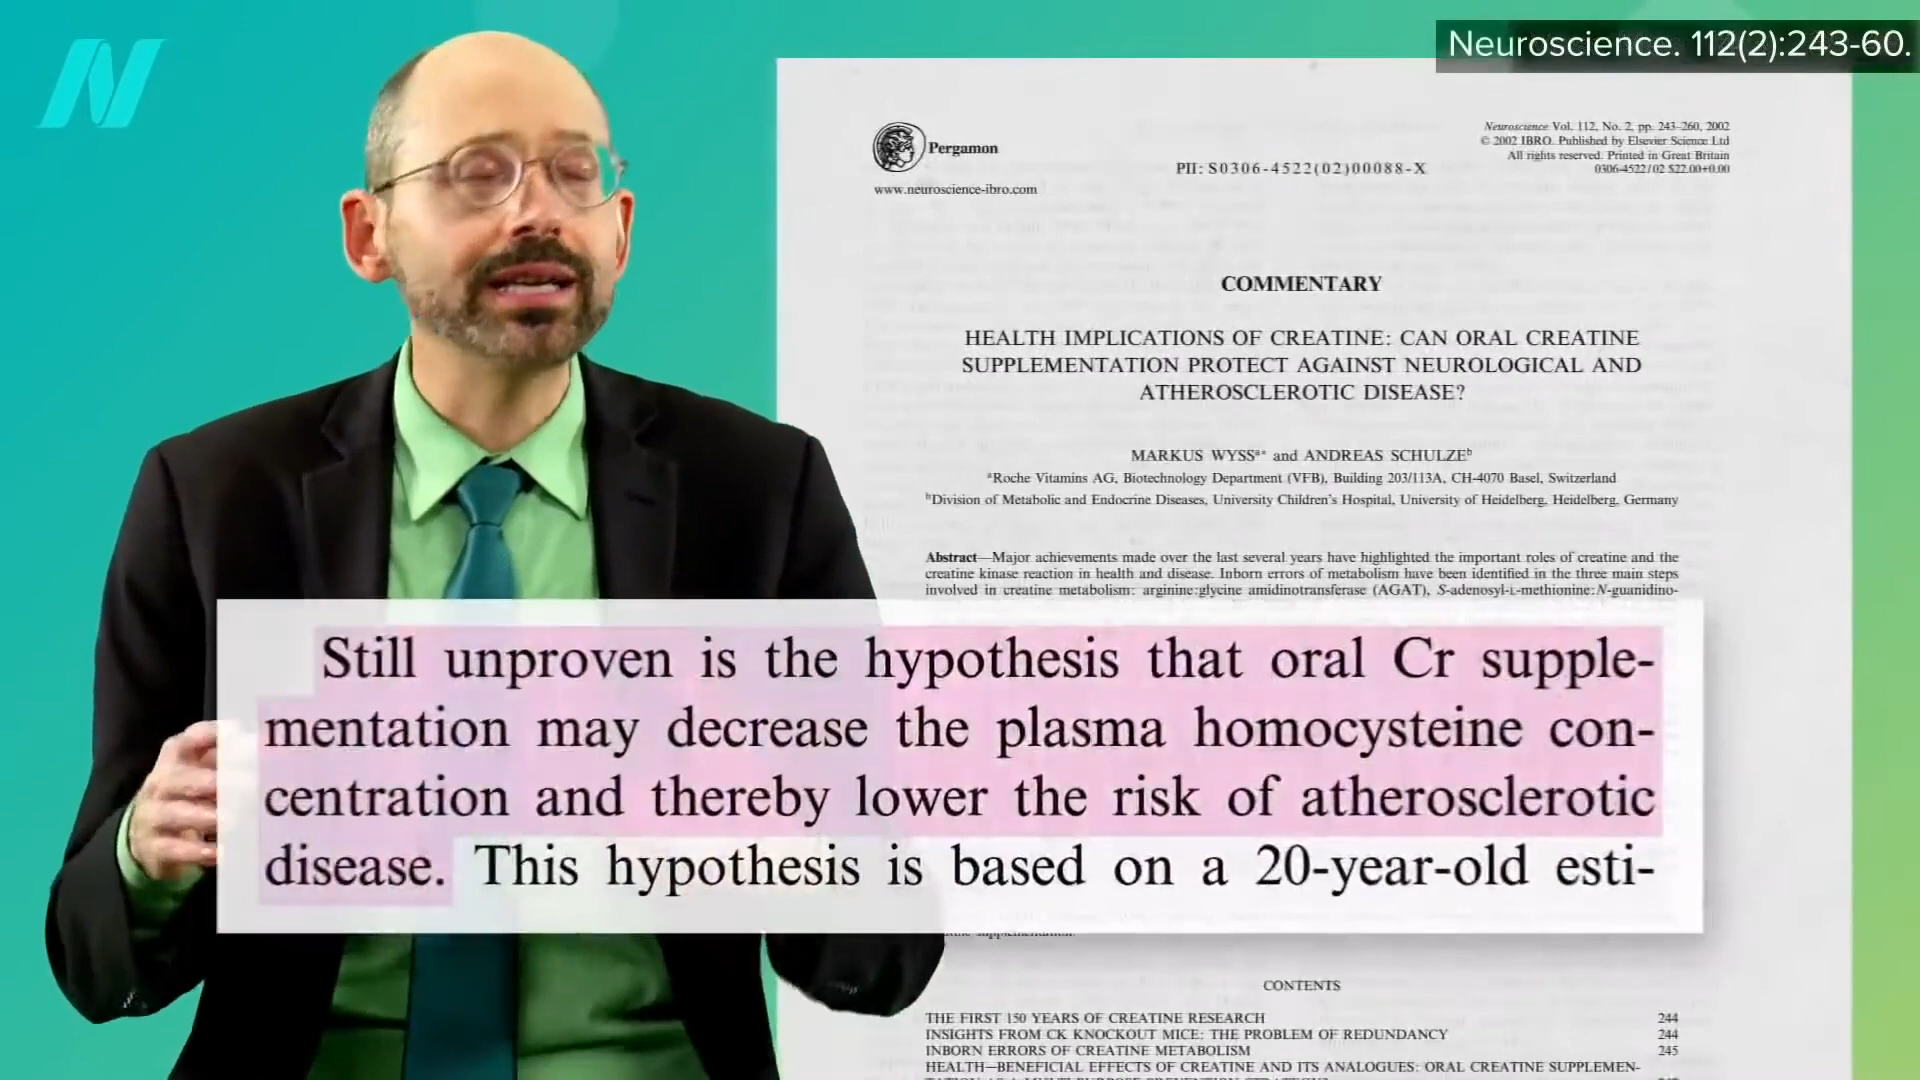 Neuroscience. 112(2):243-60.
Pergamon
www.neuroscience-ibro.com
PII: S0306-4522(02)00088-X
Neuroscience Vol. 112, No. 2, pp. 243–260, 2002
© 2002 IBRO. Published by Elsevier Science Ltd
All rights reserved. Printed in Great Britain
0306-4522/02 $22.00+0.00
COMMENTARY
HEALTH IMPLICATIONS OF CREATINE: CAN ORAL CREATINE
SUPPLEMENTATION PROTECT AGAINST NEUROLOGICAL AND
ATHEROSCLEROTIC DISEASE?
MARKUS WYSSᵃ* and ANDREAS SCHULZEᵇ
ᵃRoche Vitamins AG, Biotechnology Department (VFB), Building 203/113A, CH-4070 Basel, Switzerland
ᵇDivision of Metabolic and Endocrine Diseases, University Children's Hospital, University of Heidelberg, Heidelberg, Germany
Abstract—Major achievements made over the last several years have highlighted the important roles of creatine and the
creatine kinase reaction in health and disease. Inborn errors of metabolism have been identified in the three main steps
involved in creatine metabolism: arginine:glycine amidinotransferase (AGAT), S-adenosyl-L-methionine:N-guanidino-
Still unproven is the hypothesis that oral Cr supple-
mentation may decrease the plasma homocysteine con-
centration and thereby lower the risk of atherosclerotic
disease. This hypothesis is based on a 20-year-old esti-
CONTENTS
THE FIRST 150 YEARS OF CREATINE RESEARCH 244
INSIGHTS FROM CK KNOCKOUT MICE: THE PROBLEM OF REDUNDANCY 244
INBORN ERRORS OF CREATINE METABOLISM 245
HEALTH–BENEFICIAL EFFECTS OF CREATINE AND ITS ANALOGUES: ORAL CREATINE SUPPLEMEN-